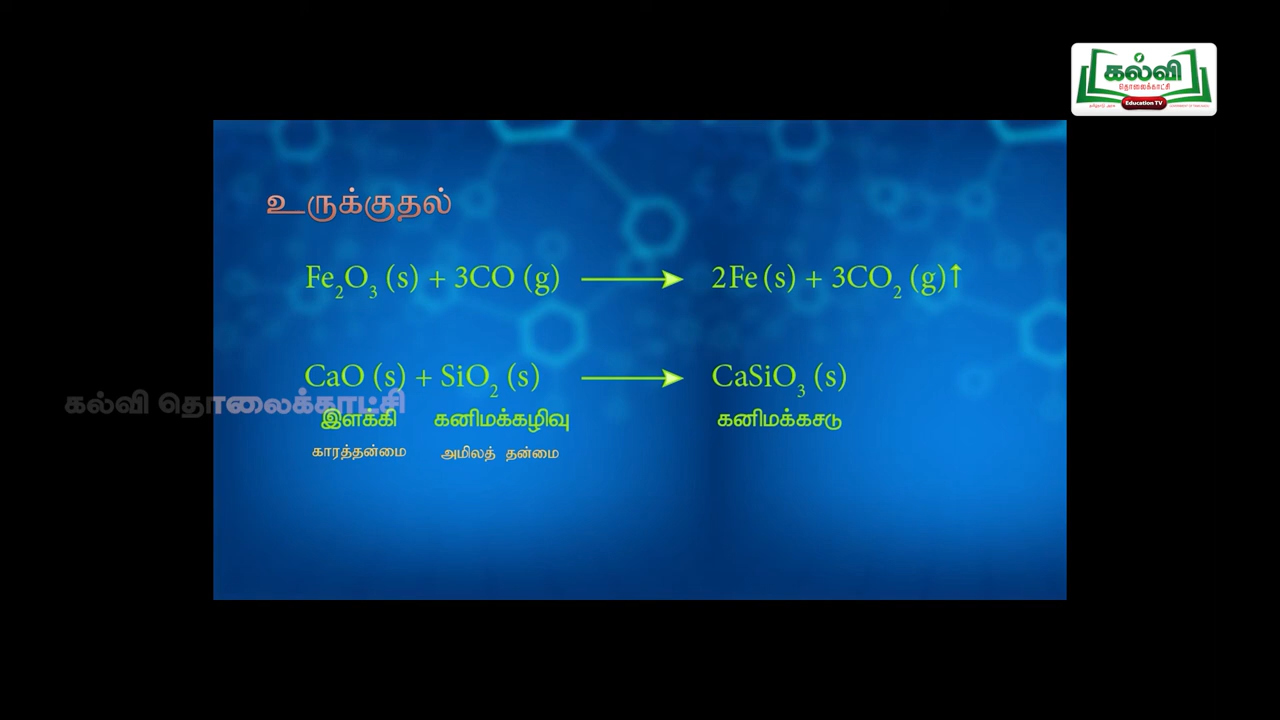 கல்வி
தொலைக்காட்சி
Education TV
உருக்குதல்
Fe₂O₃ (s) + 3CO (g) ⟶ 2Fe (s) + 3CO₂ (g)↑
CaO (s) + SiO₂ (s) ⟶ CaSiO₃ (s)
கல்வி தொலைக்காட்சி
இளக்கி கனிமக்கழிவு கனிமக்கசடு
காரத்தன்மை அமிலத் தன்மை